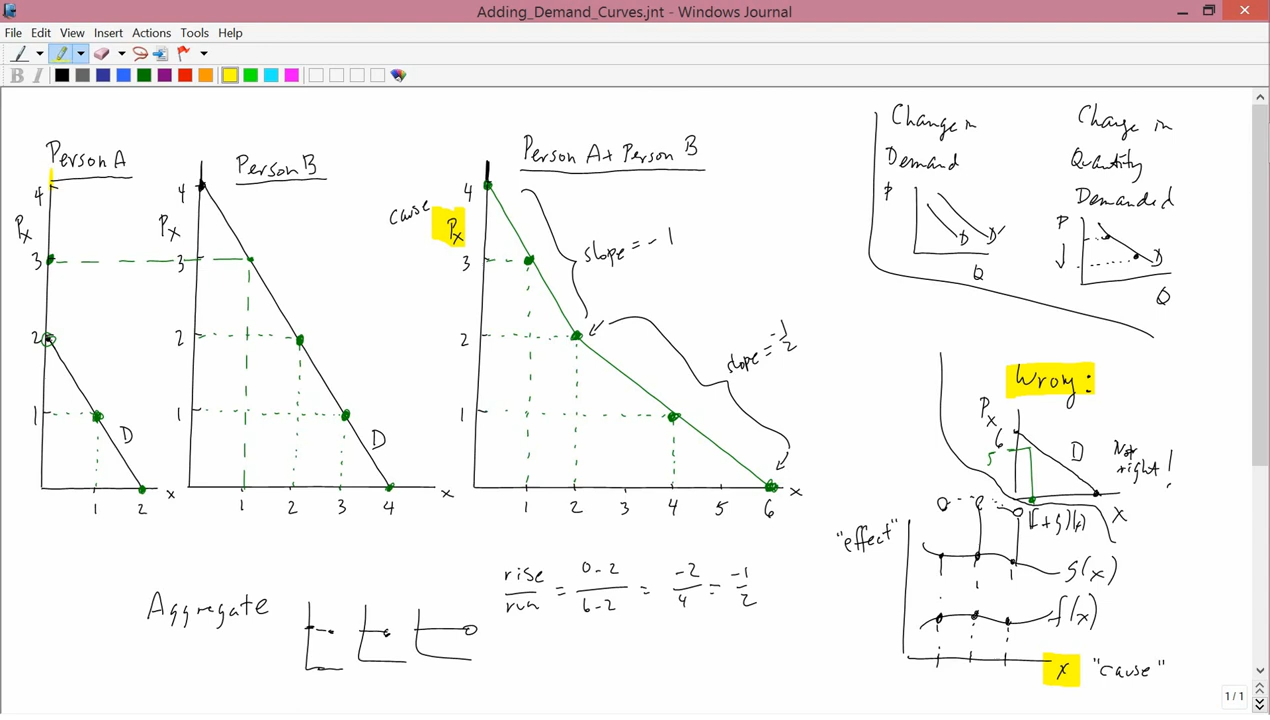 Adding_Demand_Curves.jnt - Windows Journal
File Edit View Insert Actions Tools Help
B I
Person A
4
Px
3
2
1
D
1 2 x
Person B
4
Px
3
2
1
D
1 2 3 4 x
Person A + Person B
cause
4
Px
3
2
1
slope = -1
slope = -1/2
1 2 3 4 5 6 x
Change in
Demand
P
D D'
Q
Change in
Quantity
Demanded
P
D
Q
Wrong:
Px
6
5
D
Not
right!
X
(f+g)(x)
"effect"
g(x)
f(x)
x "cause"
Aggregate
rise/run = 0-2/6-2 = -2/4 = -1/2
1/1